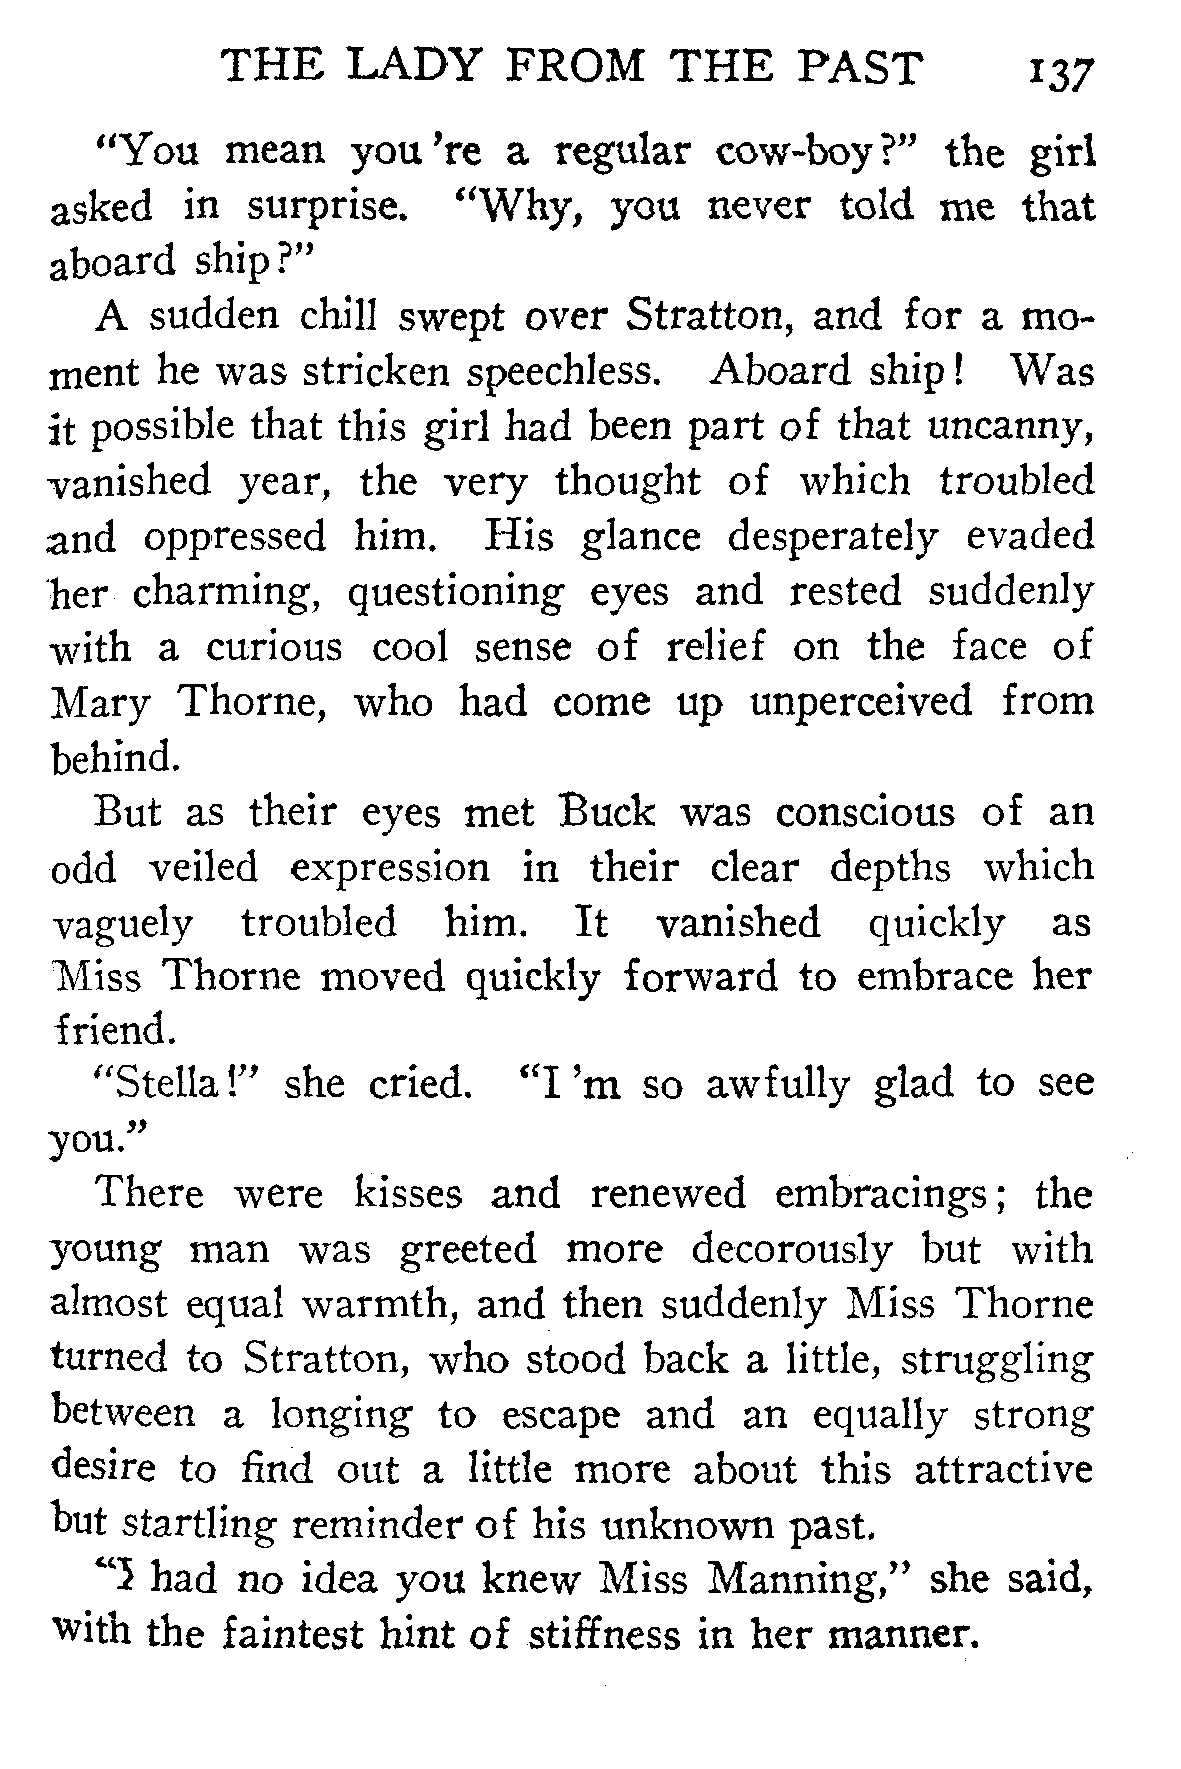 THE LADY FROM THE PAST 137
"You mean you 're a regular cow-boy?" the girl
asked in surprise. "Why, you never told me that
aboard ship?"
A sudden chill swept over Stratton, and for a mo-
ment he was stricken speechless. Aboard ship! Was
it possible that this girl had been part of that uncanny,
vanished year, the very thought of which troubled
and oppressed him. His glance desperately evaded
her charming, questioning eyes and rested suddenly
with a curious cool sense of relief on the face of
Mary Thorne, who had come up unperceived from
behind.
But as their eyes met Buck was conscious of an
odd veiled expression in their clear depths which
vaguely troubled him. It vanished quickly as
Miss Thorne moved quickly forward to embrace her
friend.
"Stella!" she cried. "I 'm so awfully glad to see
you."
There were kisses and renewed embracings; the
young man was greeted more decorously but with
almost equal warmth, and then suddenly Miss Thorne
turned to Stratton, who stood back a little, struggling
between a longing to escape and an equally strong
desire to find out a little more about this attractive
but startling reminder of his unknown past.
"I had no idea you knew Miss Manning," she said,
with the faintest hint of stiffness in her manner.